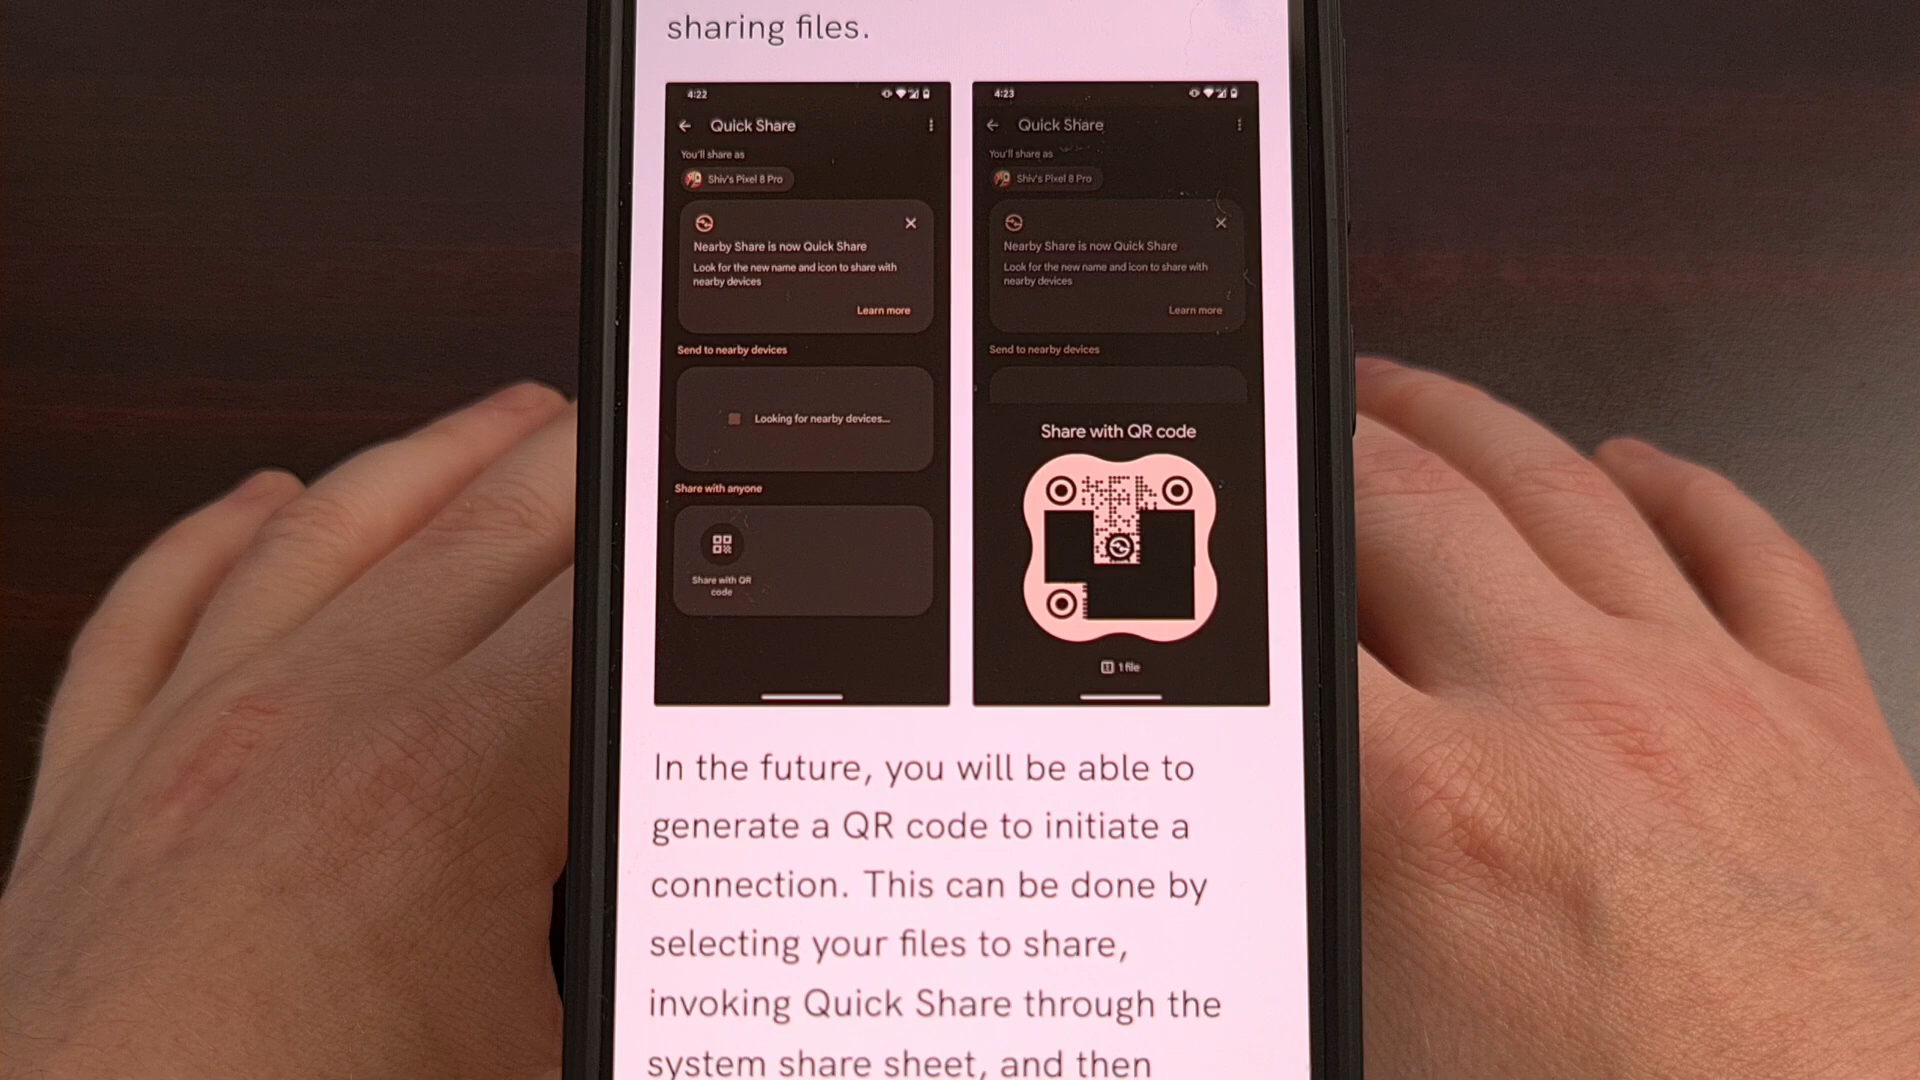 sharing files.
4:22
Quick Share
You'll share as
Shiv's Pixel 8 Pro
Nearby Share is now Quick Share
Look for the new name and icon to share with
nearby devices
Learn more
Send to nearby devices
Looking for nearby devices...
Share with anyone
Share with QR
code
4:23
Quick Share
You'll share as
Shiv's Pixel 8 Pro
Nearby Share is now Quick Share
Look for the new name and icon to share with
nearby devices
Learn more
Send to nearby devices
Share with QR code
1 file
In the future, you will be able to
generate a QR code to initiate a
connection. This can be done by
selecting your files to share,
invoking Quick Share through the
system share sheet, and then